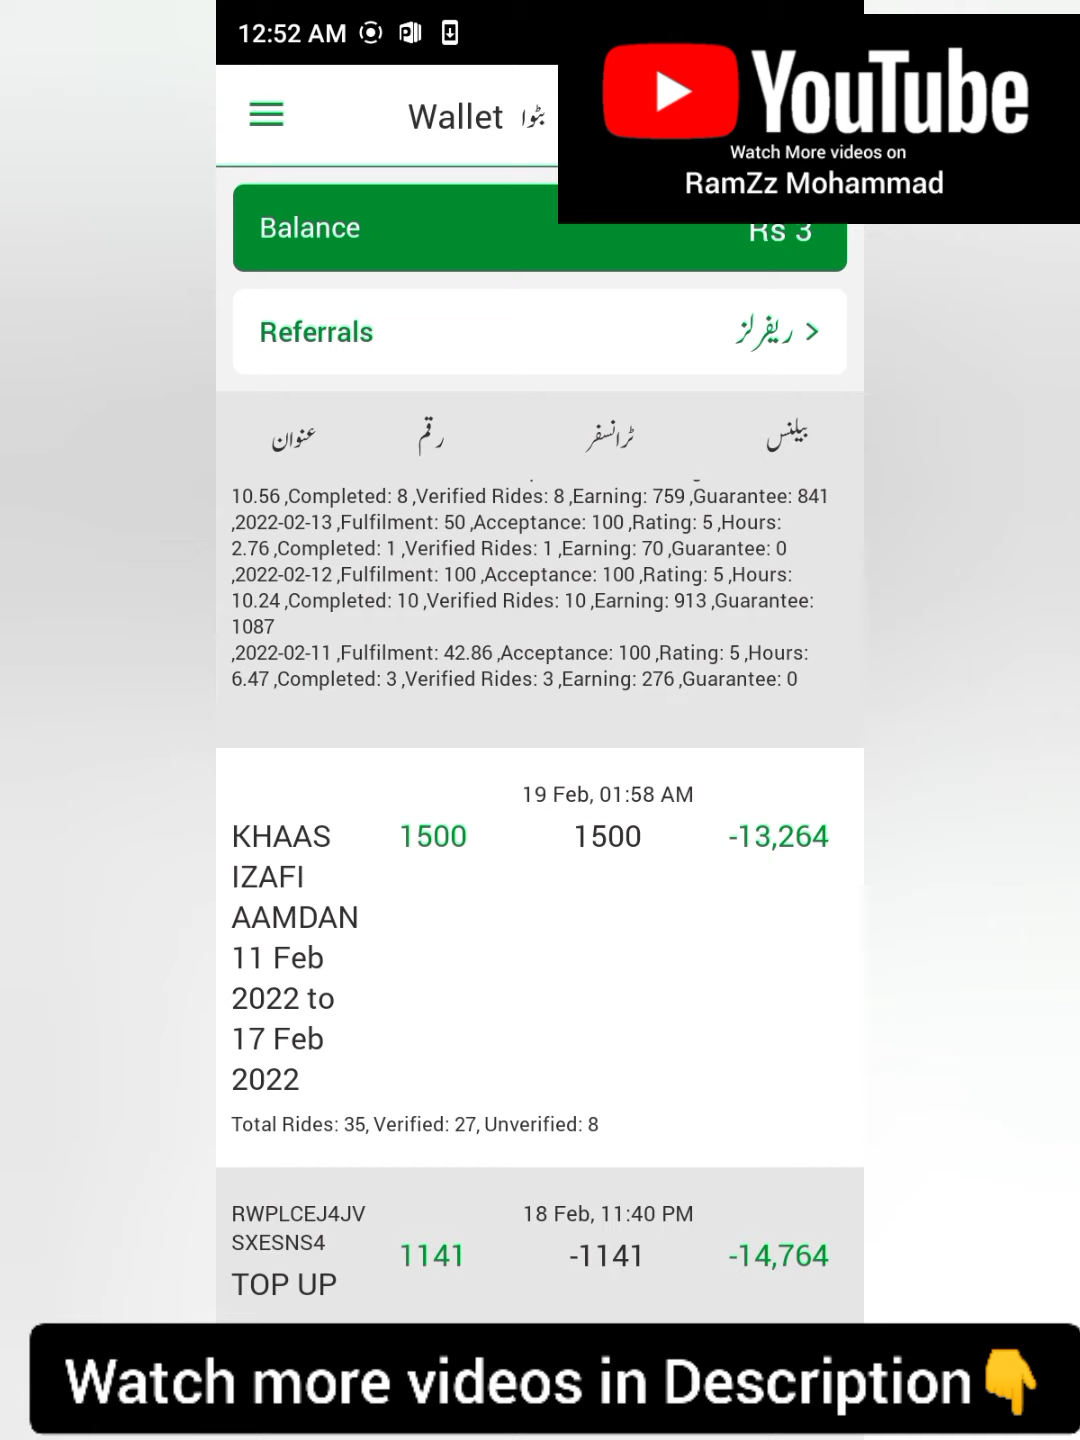 12:52 AM
YouTube
Watch More videos on
RamZz Mohammad
Wallet بٹوا
Balance Rs 3
Referrals ریفرلز >
عنوان رقم ٹرانسفر بیلنس
10.56 ,Completed: 8 ,Verified Rides: 8 ,Earning: 759 ,Guarantee: 841
,2022-02-13 ,Fulfilment: 50 ,Acceptance: 100 ,Rating: 5 ,Hours:
2.76 ,Completed: 1 ,Verified Rides: 1 ,Earning: 70 ,Guarantee: 0
,2022-02-12 ,Fulfilment: 100 ,Acceptance: 100 ,Rating: 5 ,Hours:
10.24 ,Completed: 10 ,Verified Rides: 10 ,Earning: 913 ,Guarantee:
1087
,2022-02-11 ,Fulfilment: 42.86 ,Acceptance: 100 ,Rating: 5 ,Hours:
6.47 ,Completed: 3 ,Verified Rides: 3 ,Earning: 276 ,Guarantee: 0
19 Feb, 01:58 AM
KHAAS 1500 1500 -13,264
IZAFI
AAMDAN
11 Feb
2022 to
17 Feb
2022
Total Rides: 35, Verified: 27, Unverified: 8
RWPLCEJ4JV 18 Feb, 11:40 PM
SXESNS4 1141 -1141 -14,764
TOP UP
Watch more videos in Description👇